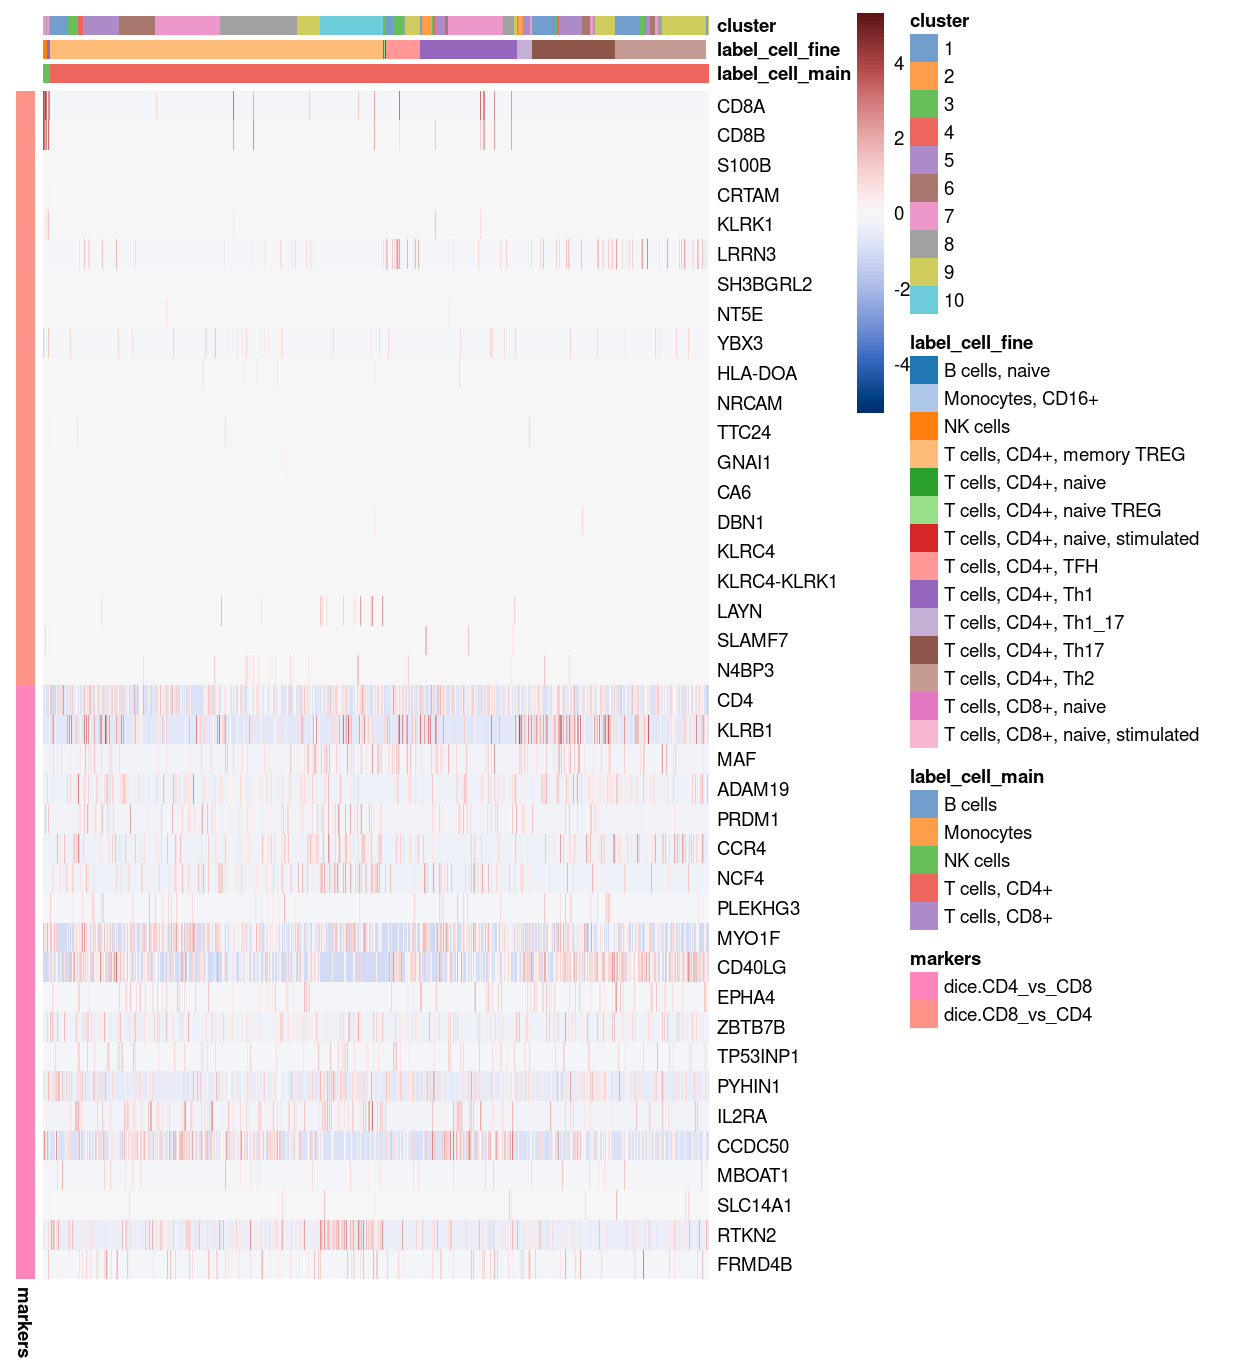 cluster
label_cell_fine
label_cell_main
CD8A
CD8B
S100B
CRTAM
KLRK1
LRRN3
SH3BGRL2
NT5E
YBX3
HLA-DOA
NRCAM
TTC24
GNAI1
CA6
DBN1
KLRC4
KLRC4-KLRK1
LAYN
SLAMF7
N4BP3
CD4
KLRB1
MAF
ADAM19
PRDM1
CCR4
NCF4
PLEKHG3
MYO1F
CD40LG
EPHA4
ZBTB7B
TP53INP1
PYHIN1
IL2RA
CCDC50
MBOAT1
SLC14A1
RTKN2
FRMD4B
markers
4
2
0
-2
-4
cluster
1
2
3
4
5
6
7
8
9
10
label_cell_fine
B cells, naive
Monocytes, CD16+
NK cells
T cells, CD4+, memory TREG
T cells, CD4+, naive
T cells, CD4+, naive TREG
T cells, CD4+, naive, stimulated
T cells, CD4+, TFH
T cells, CD4+, Th1
T cells, CD4+, Th1_17
T cells, CD4+, Th17
T cells, CD4+, Th2
T cells, CD8+, naive
T cells, CD8+, naive, stimulated
label_cell_main
B cells
Monocytes
NK cells
T cells, CD4+
T cells, CD8+
markers
dice.CD4_vs_CD8
dice.CD8_vs_CD4